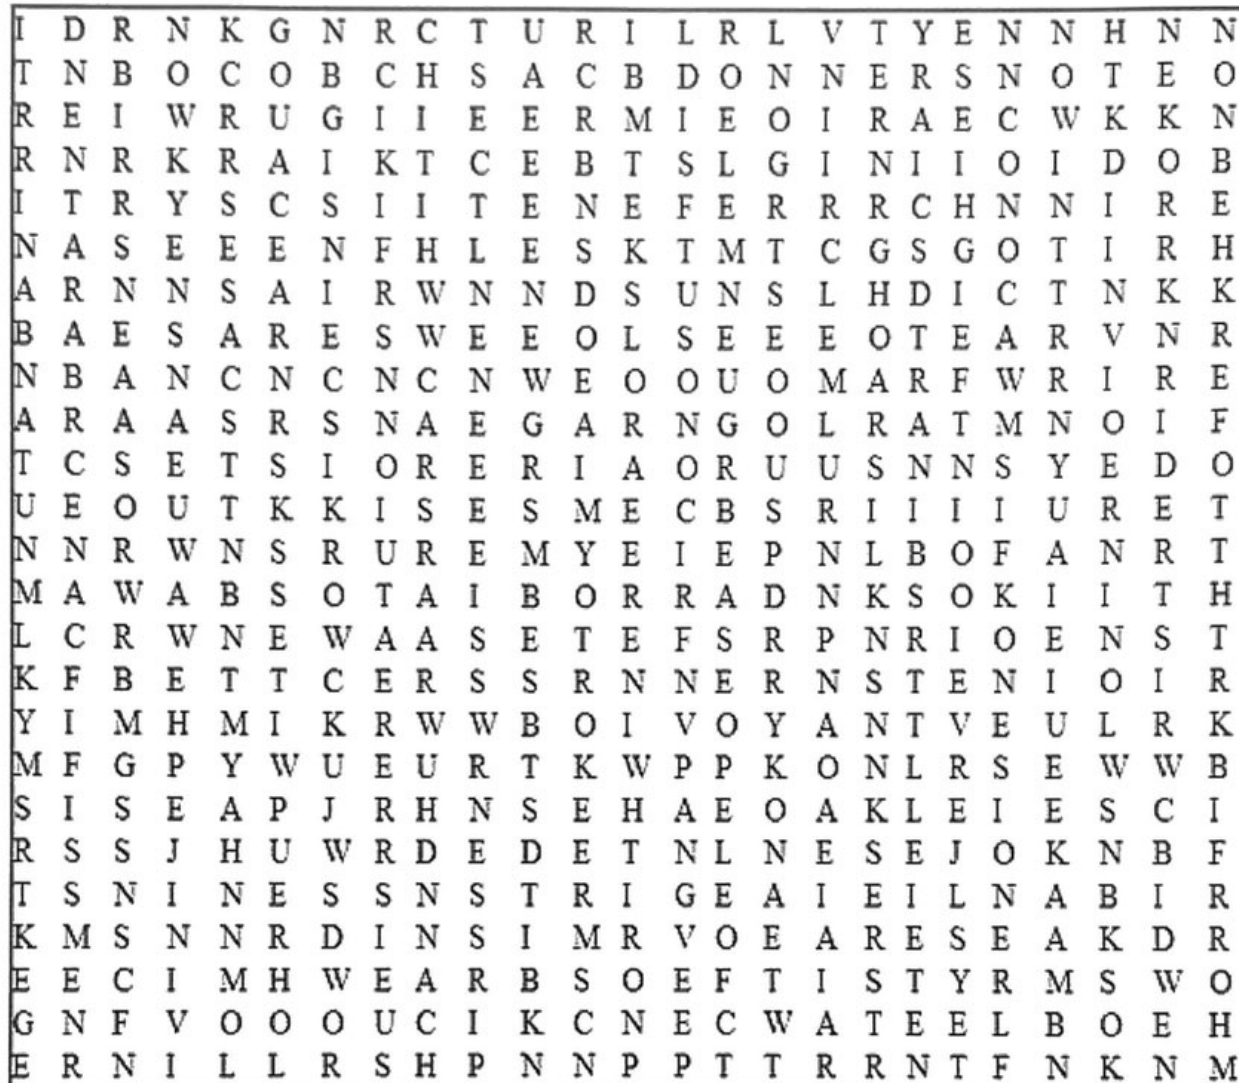 I D R N K G N R C T U R I L R L V T Y E N N H N N
T N B O C O B C H S A C B D O N N E R S N O T E O
R E I W R U G I I E E R M I E O I R A E C W K K N
R N R K R A I K T C E B T S L G I N I I O I D O B
I T R Y S C S I I T E N E F E R R R C H N N I R E
N A S E E E N F H L E S K T M T C G S G O T I R H
A R N N S A I R W N N D S U N S L H D I C T N K K
B A E S A R E S W E E O L S E E E O T E A R V N R
N B A N C N C N C N W E O O U O M A R F W R I R E
A R A A S R S N A E G A R N G O L R A T M N O I F
T C S E T S I O R E R I A O R U U S N N S Y E D O
U E O U T K K I S E S M E C B S R I I I I U R E T
N N R W N S R U R E M Y E I E P N L B O F A N R T
M A W A B S O T A I B O R R A D N K S O K I I T H
L C R W N E W A A S E T E F S R P N R I O E N S T
K F B E T T C E R S S R N N E R N S T E N I O I R
Y I M H M I K R W W B O I V O Y A N T V E U L R K
M F G P Y W U E U R T K W P P K O N L R S E W W B
S I S E A P J R H N S E H A E O A K L E I E S C I
R S S J H U W R D E D E T N L N E S E J O K N B F
T S N I N E S S N S T R I G E A I E I L N A B I R
K M S N N R D I N S I M R V O E A R E S E A K D R
E E C I M H W E A R B S O E F T I S T Y R M S W O
G N F V O O O U C I K C N E C W A T E E L B O E H
E R N I L L R S H P N N P P T T R R N T F N K N M